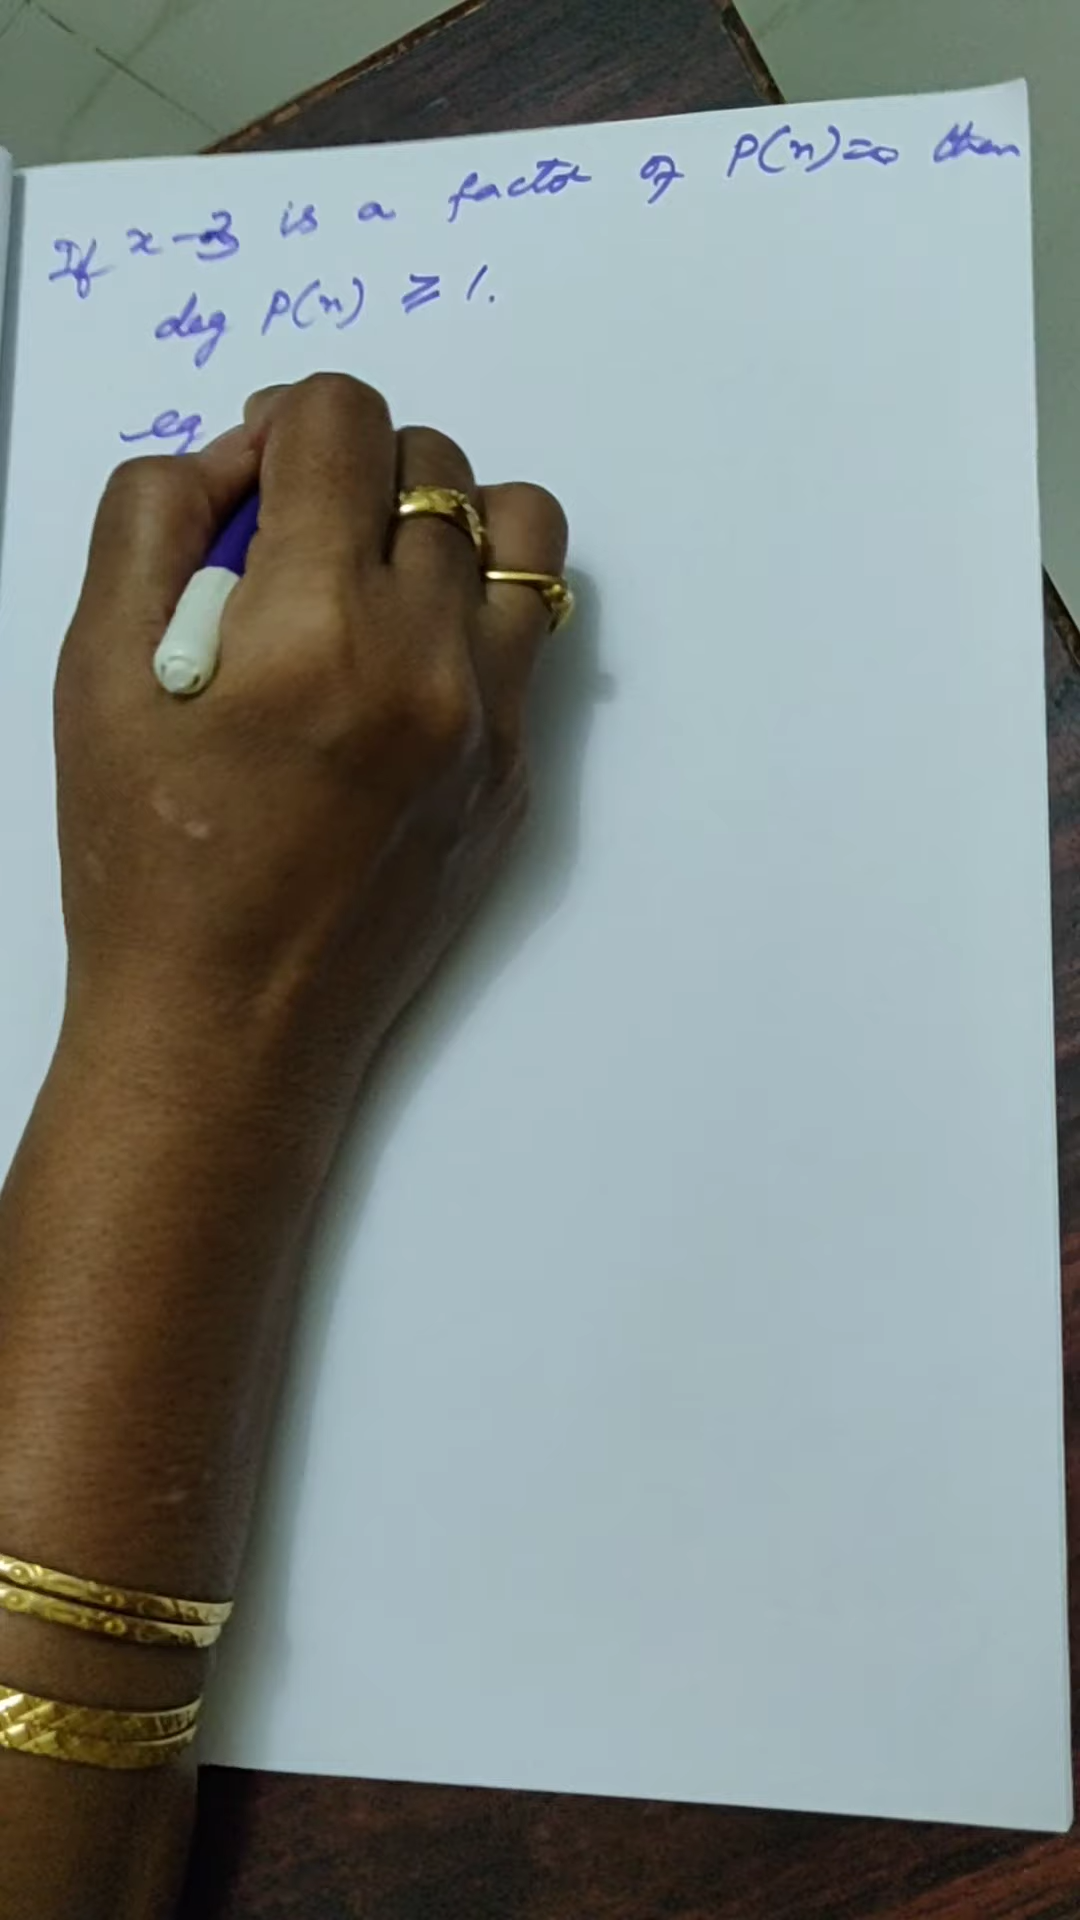 If x-3 is a factor of P(x)=0 then
deg P(x) ≥ 1.
eg